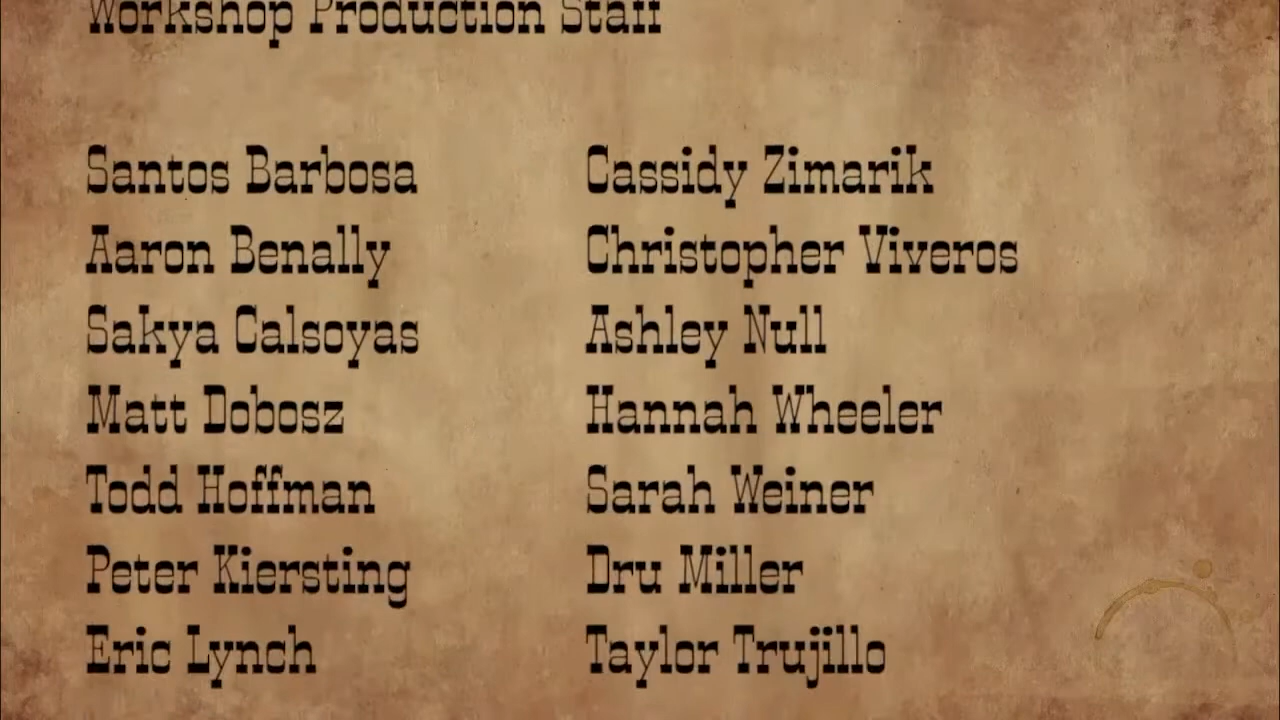 Workshop Production Staff
Santos Barbosa
Aaron Benally
Sakya Calsoyas
Matt Dobosz
Todd Hoffman
Peter Kiersting
Eric Lynch
Cassidy Zimarik
Christopher Viveros
Ashley Null
Hannah Wheeler
Sarah Weiner
Dru Miller
Taylor Trujillo